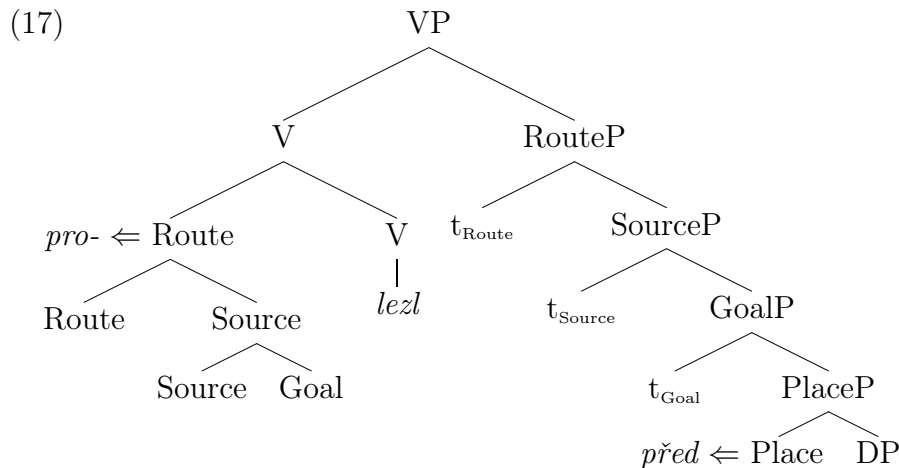 (17) VP
V RouteP
pro- ⇐ Route V t_Route SourceP
Route Source lezl t_Source GoalP
Source Goal t_Goal PlaceP
před ⇐ Place DP